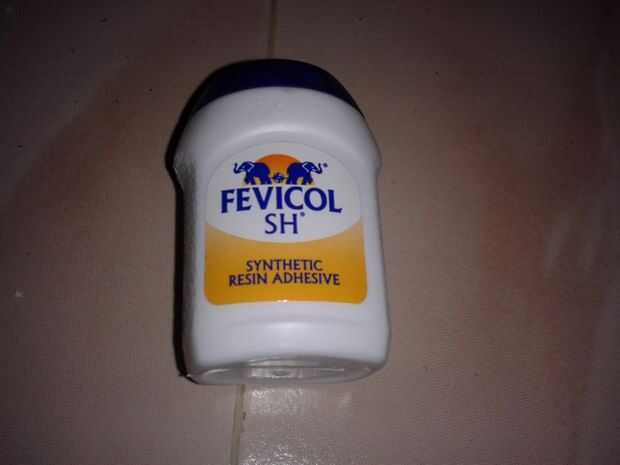 FEVICOL
SH®
SYNTHETIC
RESIN ADHESIVE